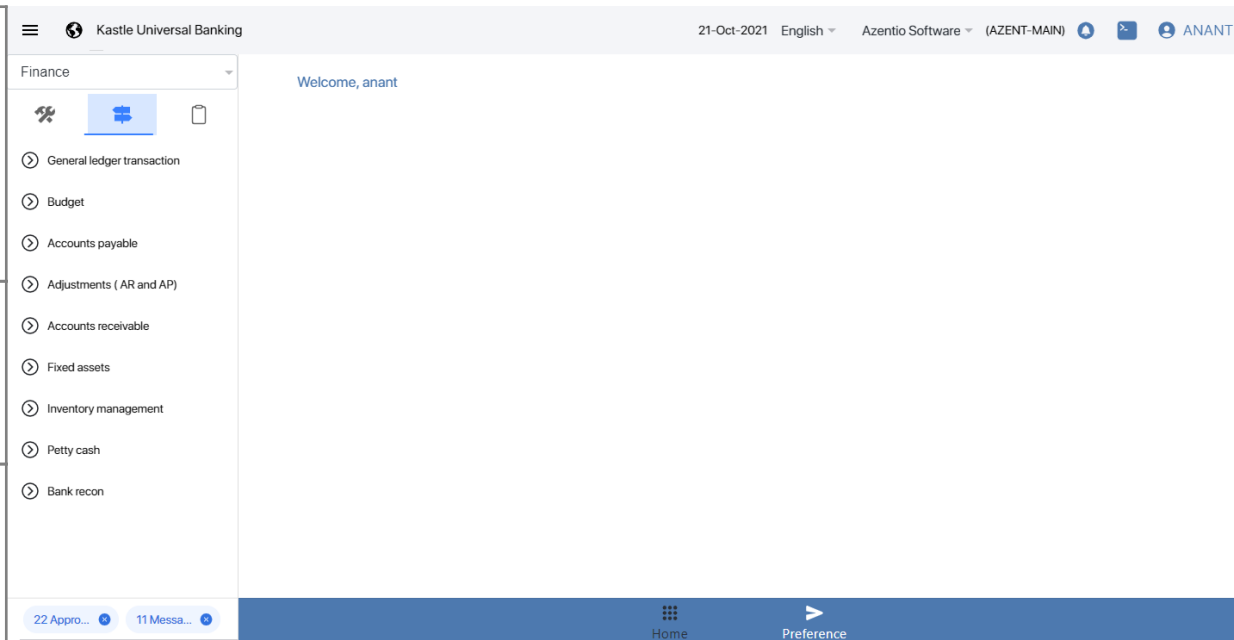 Kastle Universal Banking
21-Oct-2021 English Azentio Software (AZENT-MAIN) ANANT
Finance
Welcome, anant
General ledger transaction
Budget
Accounts payable
Adjustments ( AR and AP)
Accounts receivable
Fixed assets
Inventory management
Petty cash
Bank recon
22 Appro... 11 Messa...
Home Preference